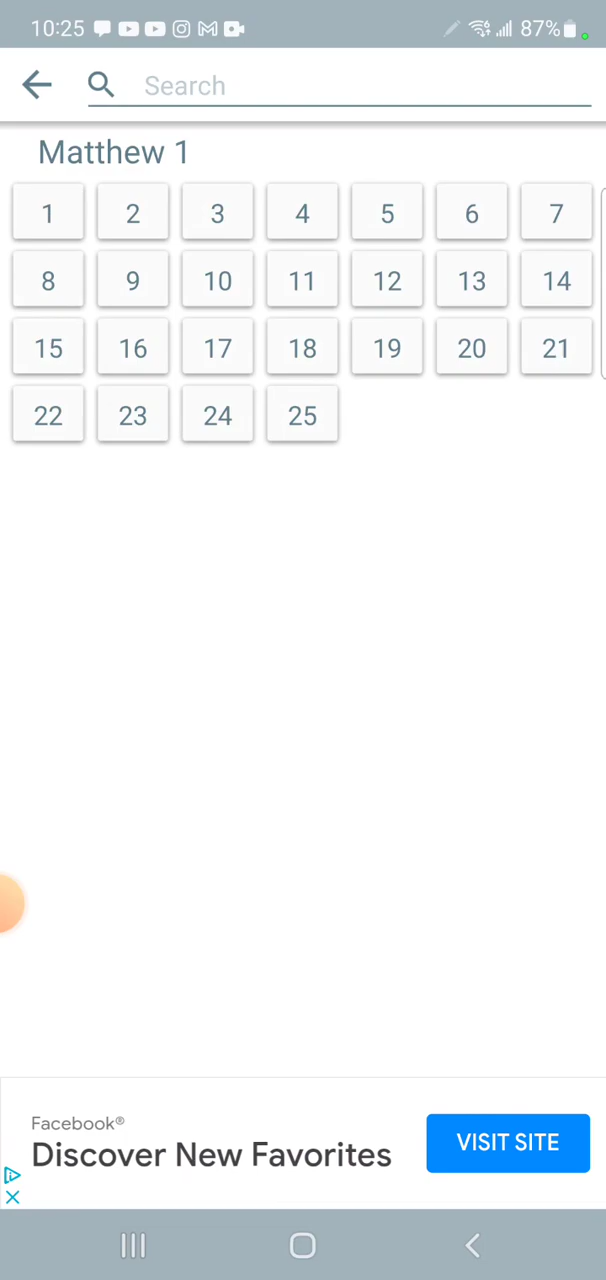 10:25 87%
Search
Matthew 1
1 2 3 4 5 6 7
8 9 10 11 12 13 14
15 16 17 18 19 20 21
22 23 24 25
Facebook®
Discover New Favorites
VISIT SITE